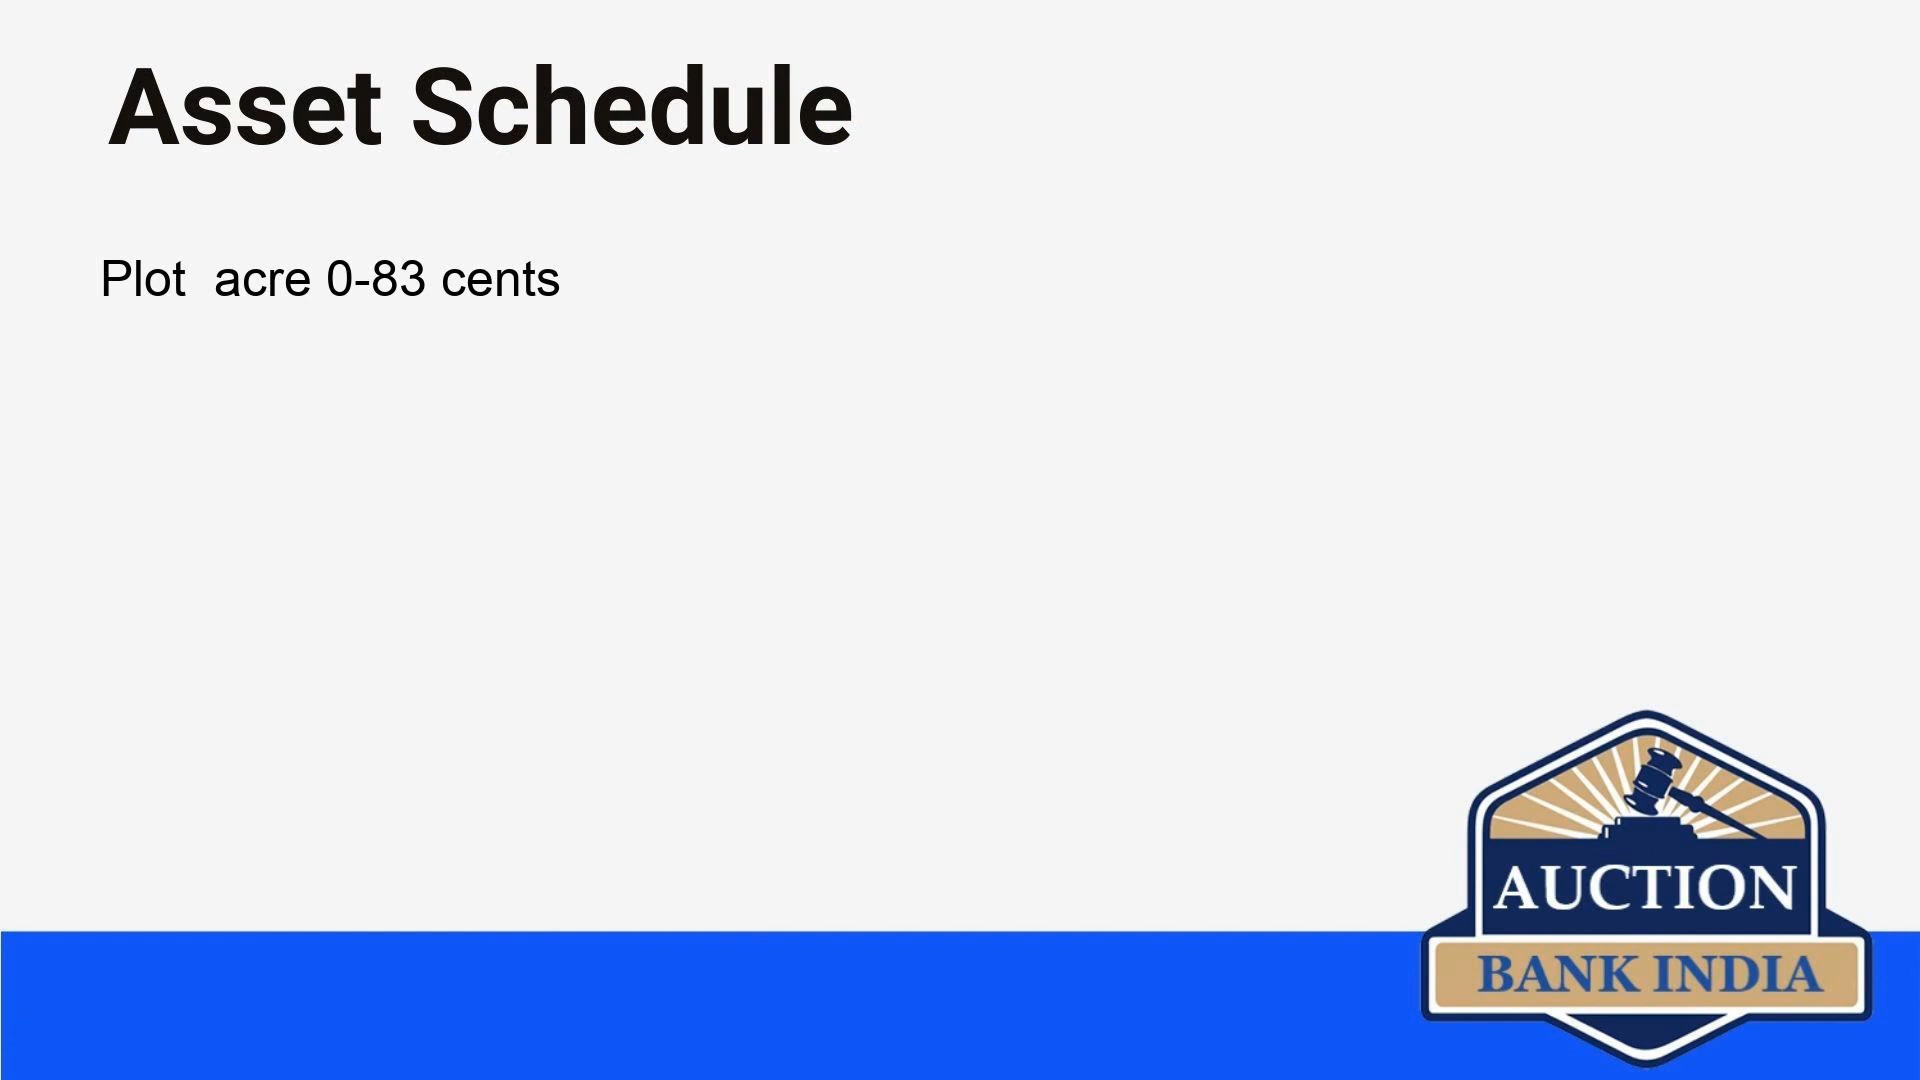 Asset Schedule
Plot  acre 0-83 cents
AUCTION
BANK INDIA